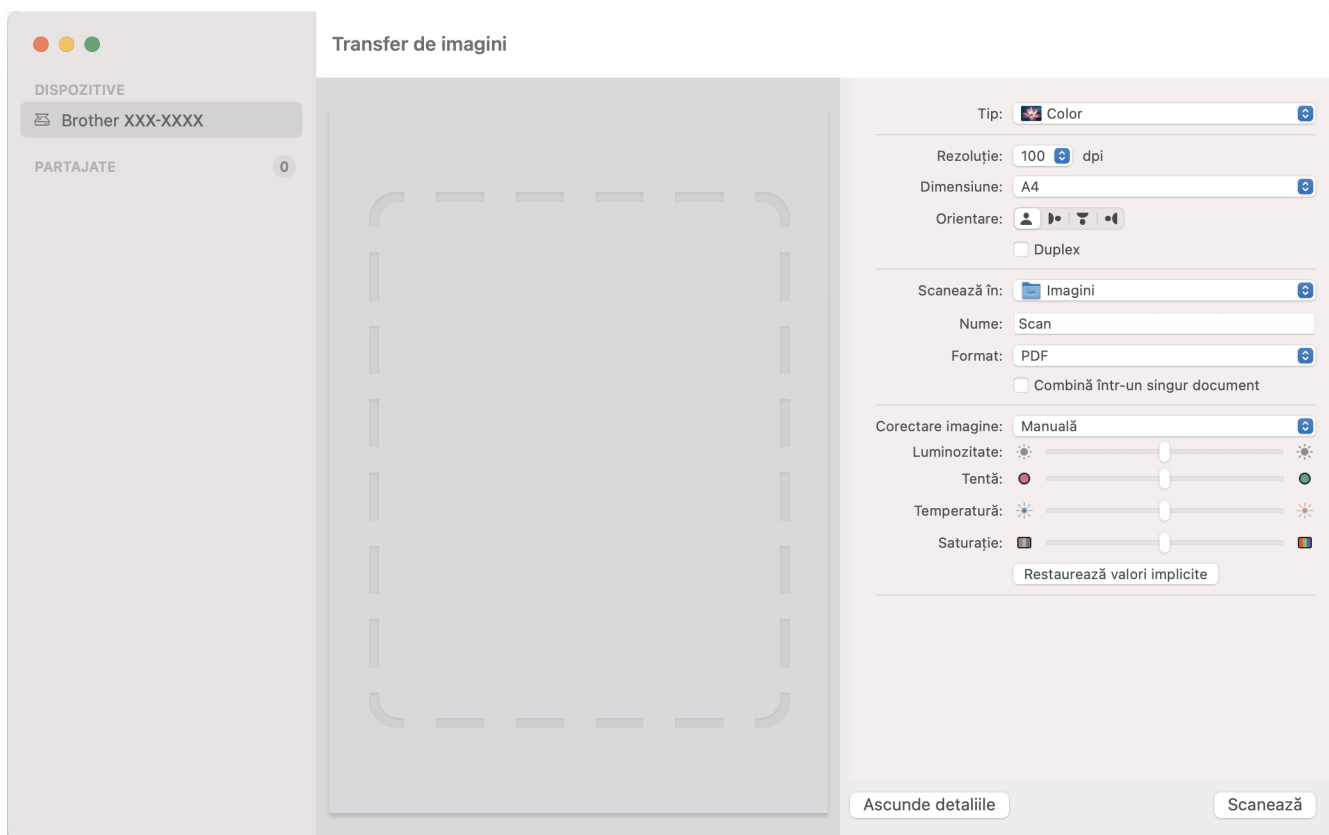 Transfer de imagini
DISPOZITIVE
Brother XXX-XXXX
PARTAJATE 0
Tip: Color
Rezoluție: 100 dpi
Dimensiune: A4
Orientare:
Duplex
Scanează în: Imagini
Nume: Scan
Format: PDF
Combină într-un singur document
Corectare imagine: Manuală
Luminozitate:
Tentă:
Temperatură:
Saturație:
Restaurează valori implicite
Ascunde detaliile Scanează